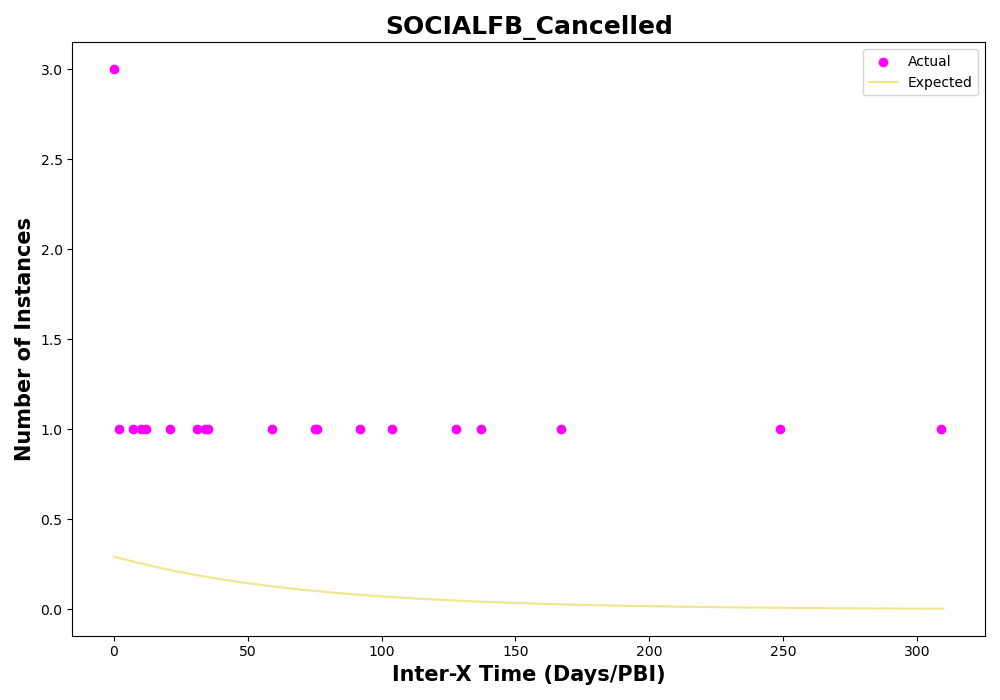 SOCIALFB_Cancelled
Actual
Expected
Number of Instances
3.0
2.5
2.0
1.5
1.0
0.5
0.0
0 50 100 150 200 250 300
Inter-X Time (Days/PBI)